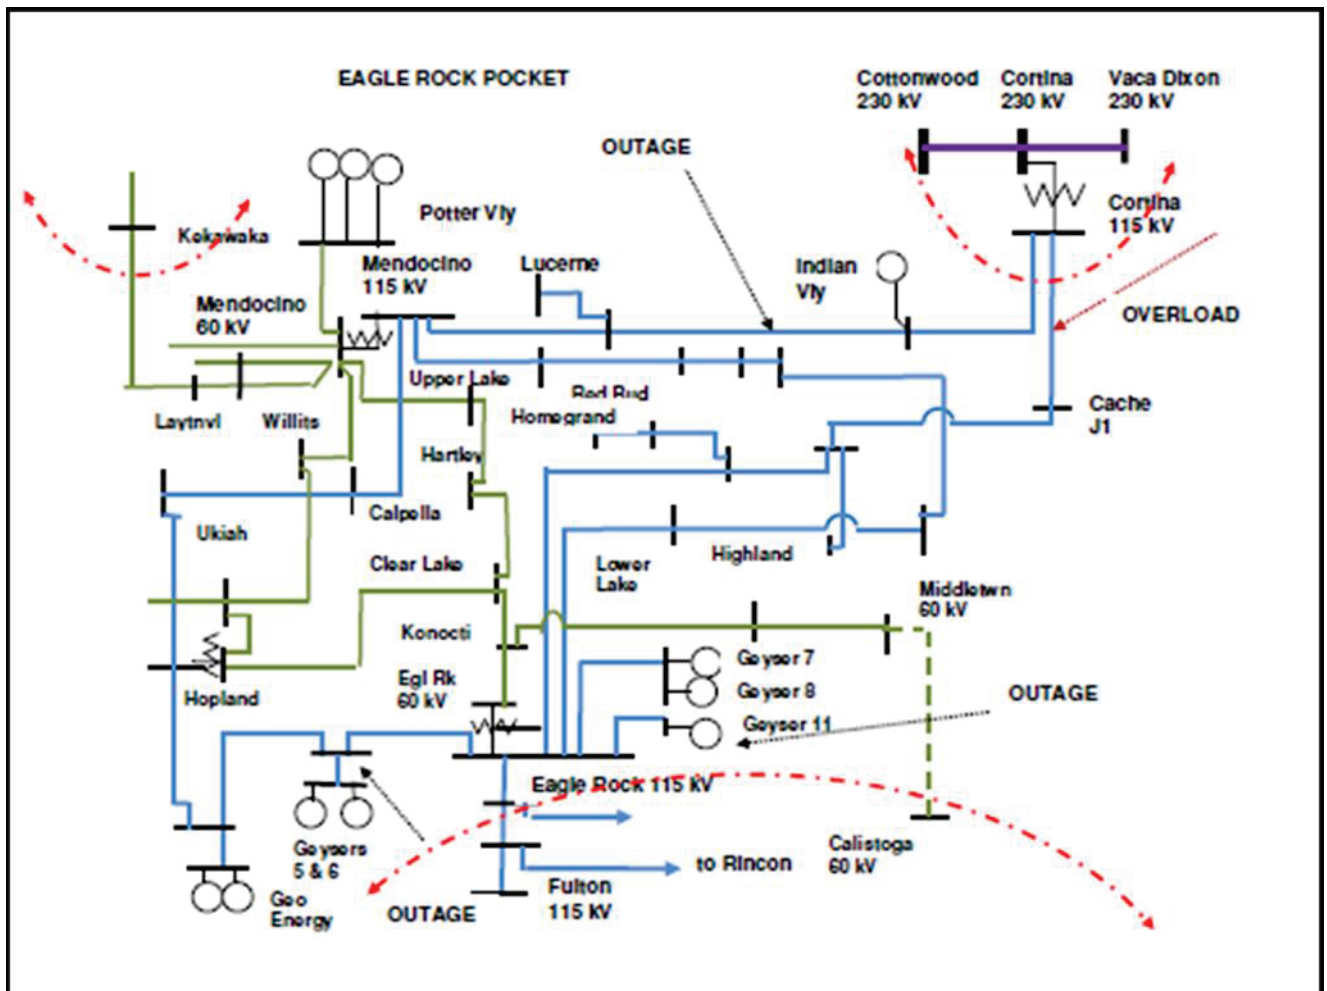 EAGLE ROCK POCKET
Cottonwood
230 kV
Cortina
230 kV
Vaca Dixon
230 kV
OUTAGE
Potter Vly
Cortina
115 kV
Kekawaka
Mendocino
115 kV
Lucerne
Indian
Vly
Mendocino
60 kV
OVERLOAD
Upper Lake
Red Bud
Homegrand
Cache
J1
Laytnvl
Willits
Hartley
Calpella
Ukiah
Highland
Clear Lake
Lower
Lake
Middletwn
60 kV
Konocti
Egl Rk
60 kV
Geyser 7
Geyser 8
Geyser 11
OUTAGE
Hopland
Eagle Rock 115 kV
Geysers
5 & 6
Calistoga
60 kV
to Rincon
Fulton
115 kV
Geo
Energy
OUTAGE